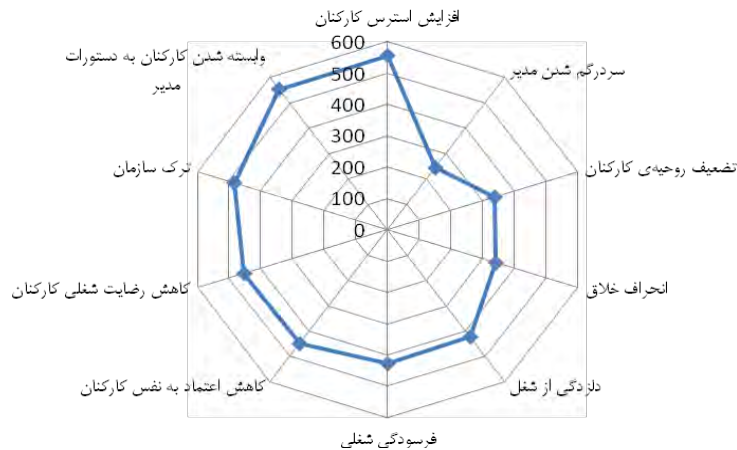 افزایش استرس کارکنان
سردرگم شدن مدیر
تضعیف روحیه‌ی کارکنان
انحراف خلاق
دلزدگی از شغل
فرسودگی شغلی
کاهش اعتماد به نفس کارکنان
کاهش رضایت شغلی کارکنان
ترک سازمان
وابسته شدن کارکنان به دستورات
مدیر
600
500
400
300
200
100
0